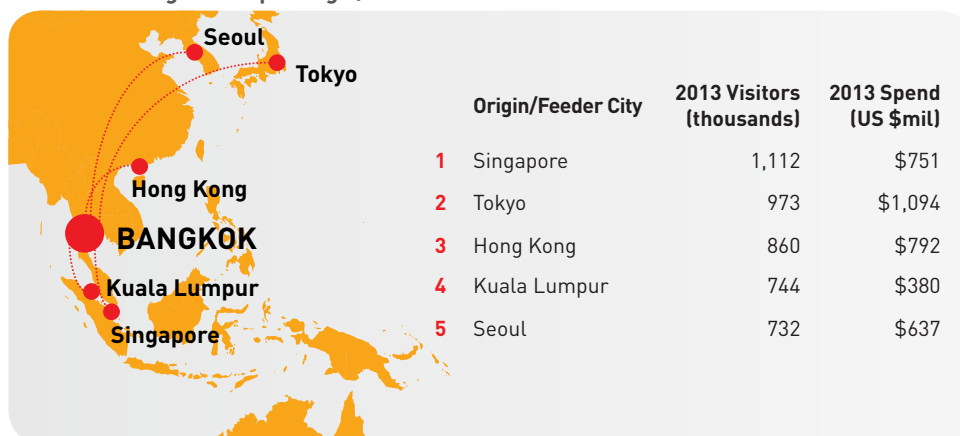 Seoul
Tokyo
Hong Kong
BANGKOK
Kuala Lumpur
Singapore
Origin/Feeder City 2013 Visitors (thousands) 2013 Spend (US $mil)
1 Singapore 1,112 $751
2 Tokyo 973 $1,094
3 Hong Kong 860 $792
4 Kuala Lumpur 744 $380
5 Seoul 732 $637